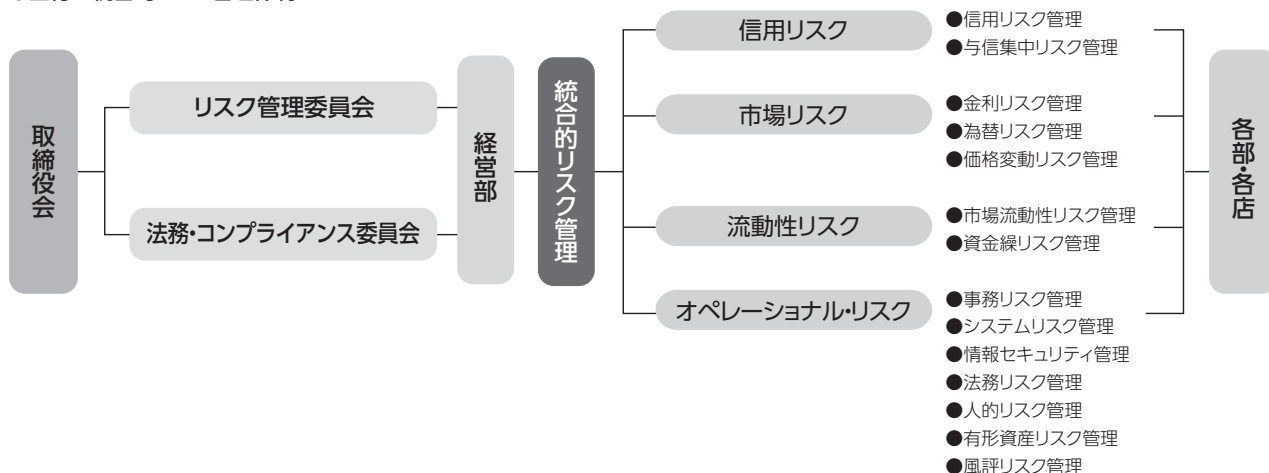 取締役会
リスク管理委員会
法務・コンプライアンス委員会
経営部
統合的リスク管理
信用リスク
●信用リスク管理
●与信集中リスク管理
市場リスク
●金利リスク管理
●為替リスク管理
●価格変動リスク管理
流動性リスク
●市場流動性リスク管理
●資金繰リスク管理
オペレーショナル・リスク
●事務リスク管理
●システムリスク管理
●情報セキュリティ管理
●法務リスク管理
●人的リスク管理
●有形資産リスク管理
●風評リスク管理
各部・各店